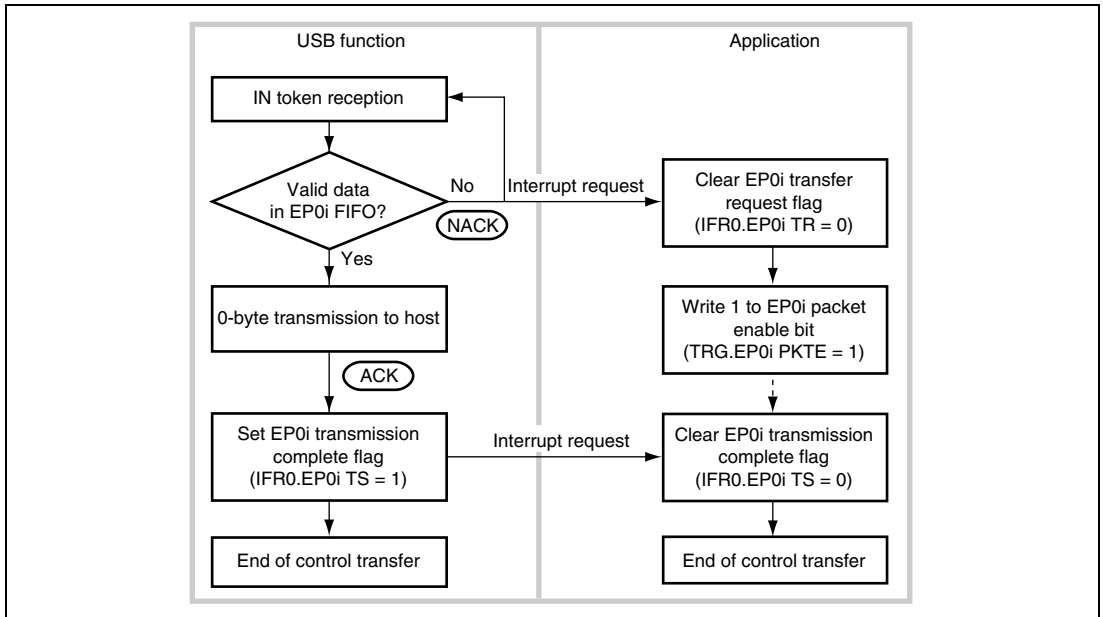 USB function
Application
IN token reception
Valid data
in EP0i FIFO?
No
Interrupt request
NACK
Yes
Clear EP0i transfer
request flag
(IFR0.EP0i TR = 0)
0-byte transmission to host
Write 1 to EP0i packet
enable bit
(TRG.EP0i PKTE = 1)
ACK
Set EP0i transmission
complete flag
(IFR0.EP0i TS = 1)
Interrupt request
Clear EP0i transmission
complete flag
(IFR0.EP0i TS = 0)
End of control transfer
End of control transfer